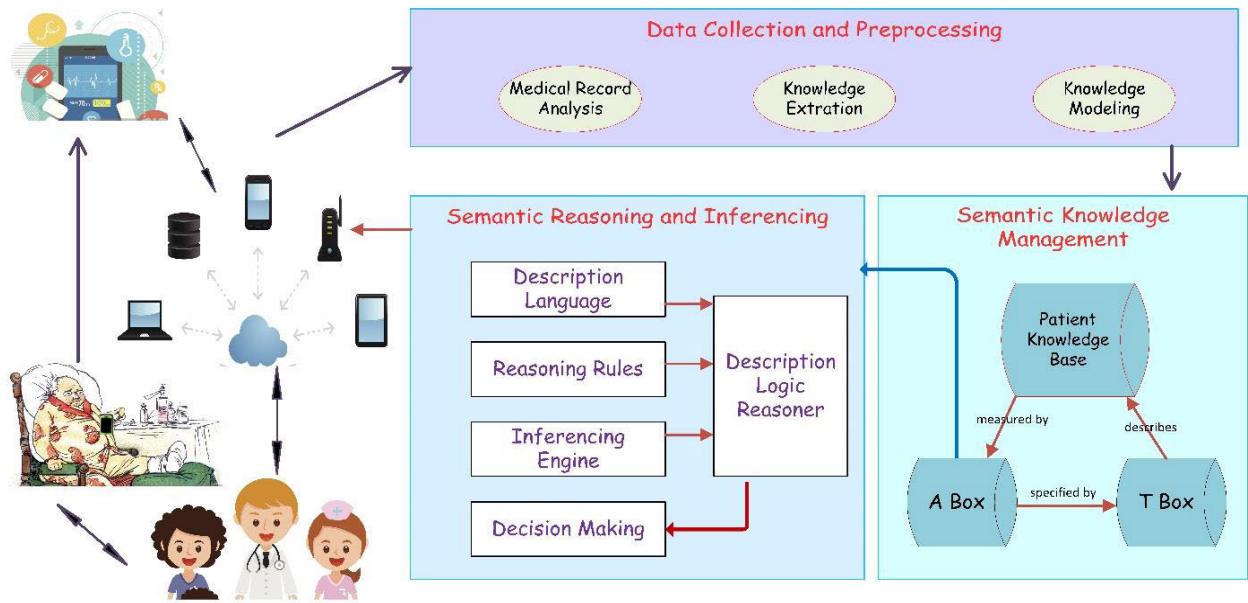 Data Collection and Preprocessing
Medical Record
Analysis
Knowledge
Extration
Knowledge
Modeling
Semantic Reasoning and Inferencing
Description
Language
Reasoning Rules
Inferencing
Engine
Decision Making
Description
Logic
Reasoner
Semantic Knowledge
Management
Patient
Knowledge
Base
measured by
describes
A Box
specified by
T Box